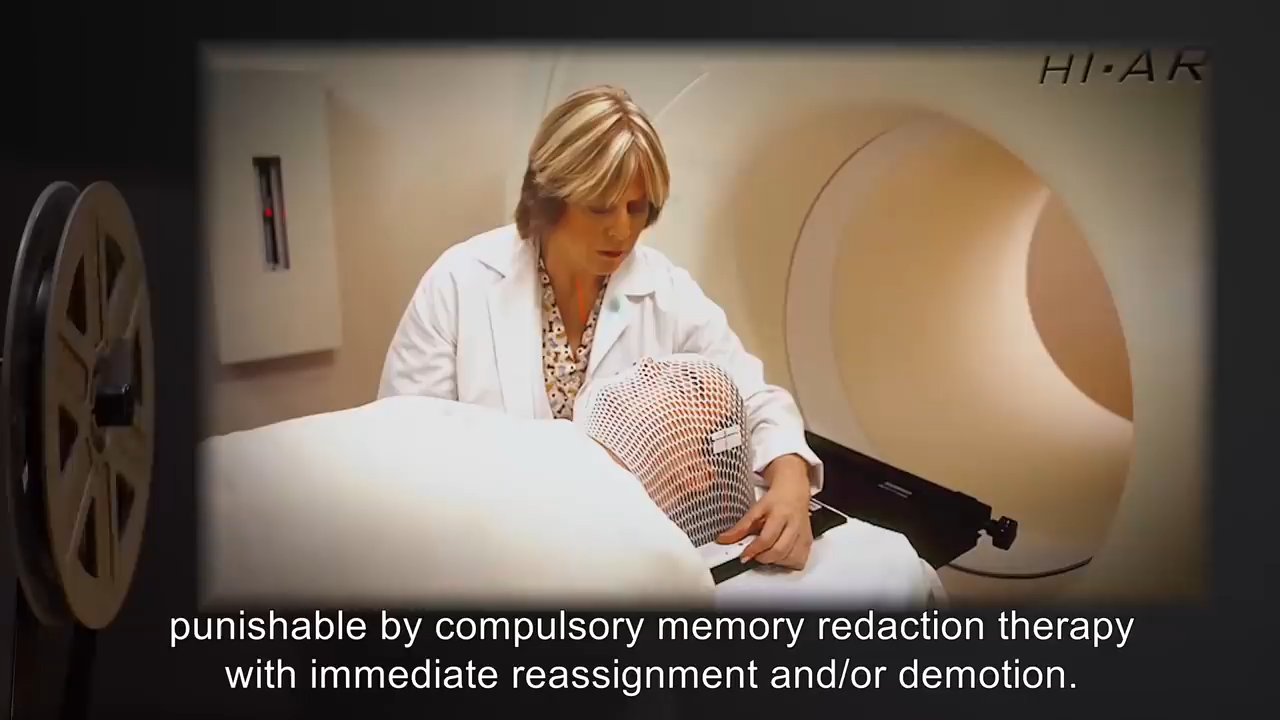 HI·AR
punishable by compulsory memory redaction therapy
with immediate reassignment and/or demotion.